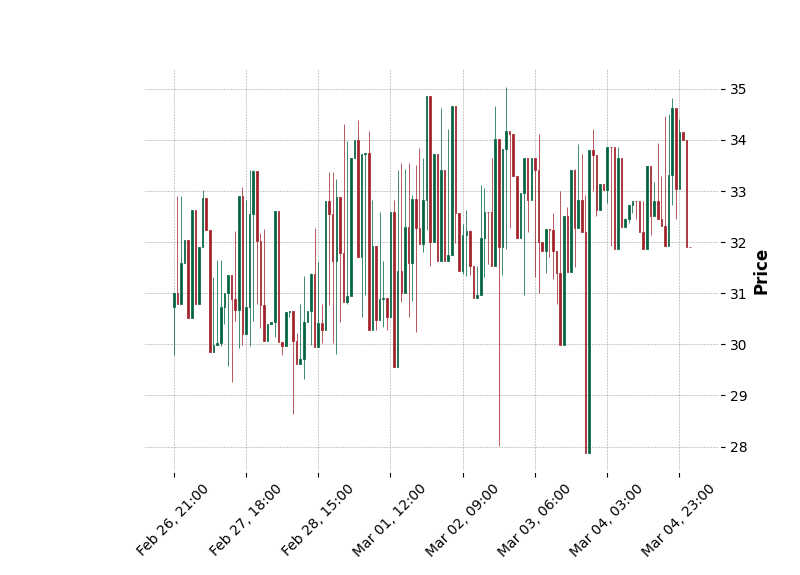 35
34
33
32
31
30
29
28
Price
Feb 26, 21:00
Feb 27, 18:00
Feb 28, 15:00
Mar 01, 12:00
Mar 02, 09:00
Mar 03, 06:00
Mar 04, 03:00
Mar 04, 23:00